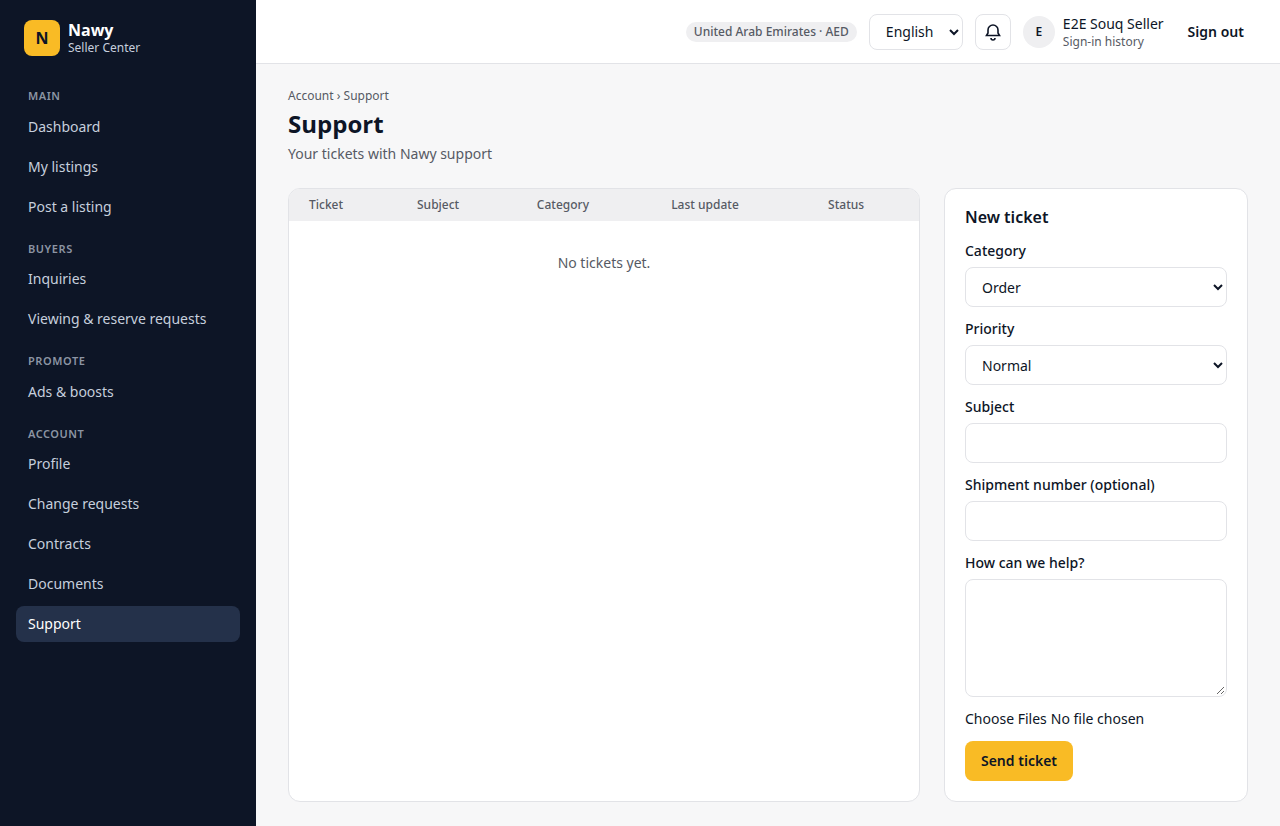 N
Nawy
Seller Center
MAIN
Dashboard
My listings
Post a listing
BUYERS
Inquiries
Viewing & reserve requests
PROMOTE
Ads & boosts
ACCOUNT
Profile
Change requests
Contracts
Documents
Support
United Arab Emirates · AED
English
E
E2E Souq Seller
Sign-in history
Sign out
Account › Support
Support
Your tickets with Nawy support
Ticket Subject Category Last update Status
No tickets yet.
New ticket
Category
Order
Priority
Normal
Subject
Shipment number (optional)
How can we help?
Choose Files No file chosen
Send ticket